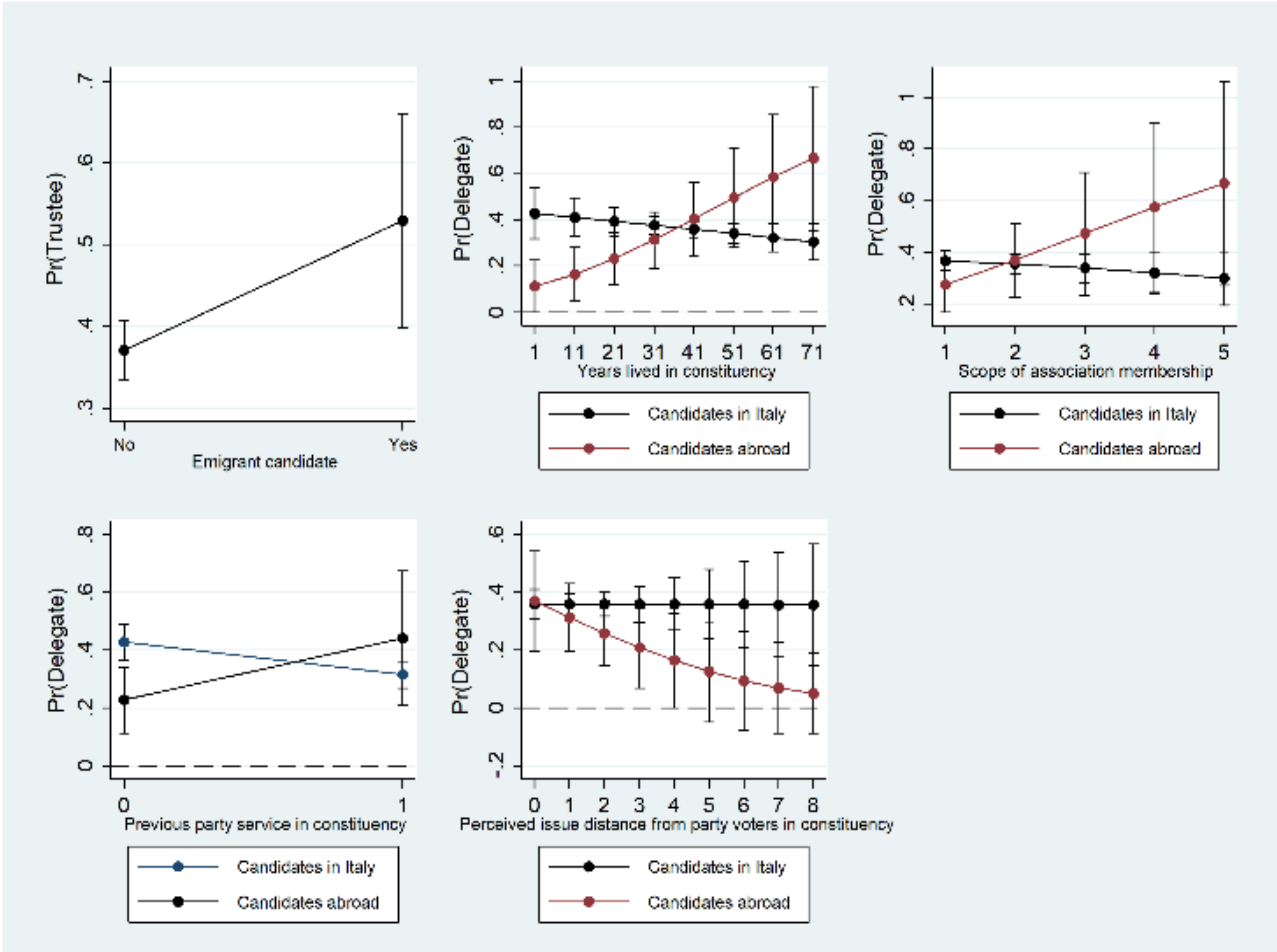 Pr(Trustee)
.7
.6
.5
.4
.3
No
Yes
Emigrant candidate
Pr(Delegate)
1
.8
.6
.4
.2
0
1 11 21 31 41 51 61 71
Years lived in constituency
Candidates in Italy
Candidates abroad
Pr(Delegate)
1
.8
.6
.4
.2
1 2 3 4 5
Scope of association membership
Candidates in Italy
Candidates abroad
Pr(Delegate)
.8
.6
.4
.2
0
0 1
Previous party service in constituency
Candidates in Italy
Candidates abroad
Pr(Delegate)
.6
.4
.2
0
-.2
0 1 2 3 4 5 6 7 8
Perceived issue distance from party voters in constituency
Candidates in Italy
Candidates abroad